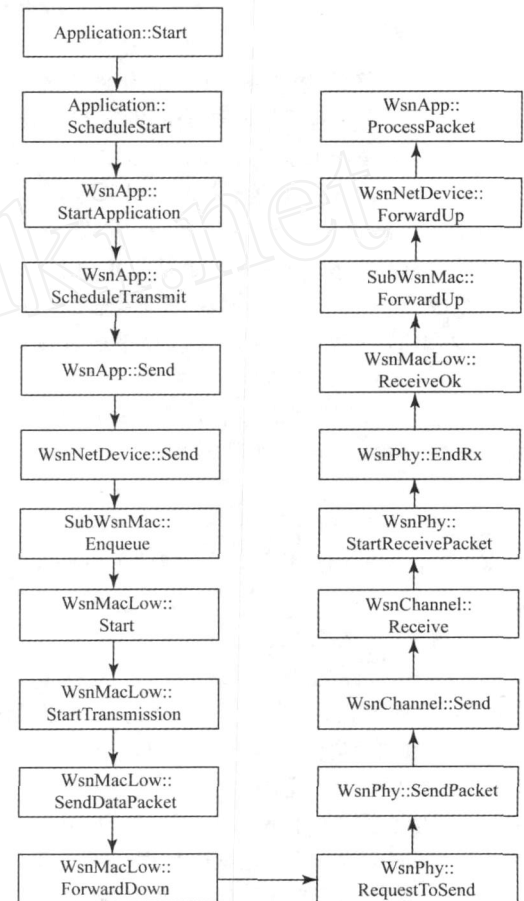 Application::Start
Application::
ScheduleStart
WsnApp::
StartApplication
WsnApp::
ScheduleTransmit
WsnApp::Send
WsnNetDevice::Send
SubWsnMac::
Enqueue
WsnMacLow::
Start
WsnMacLow::
StartTransmission
WsnMacLow::
SendDataPacket
WsnMacLow::
ForwardDown
WsnPhy::
RequestToSend
WsnPhy::SendPacket
WsnChannel::Send
WsnChannel::
Receive
WsnPhy::
StartReceivePacket
WsnPhy::EndRx
WsnMacLow::
ReceiveOk
SubWsnMac::
ForwardUp
WsnNetDevice::
ForwardUp
WsnApp::
ProcessPacket